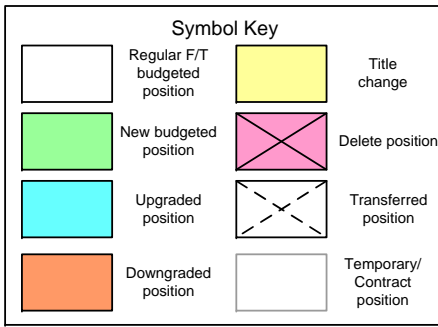 Symbol Key
Regular F/T
budgeted
position
Title
change
New budgeted
position
Delete position
Upgraded
position
Transferred
position
Downgraded
position
Temporary/
Contract
position